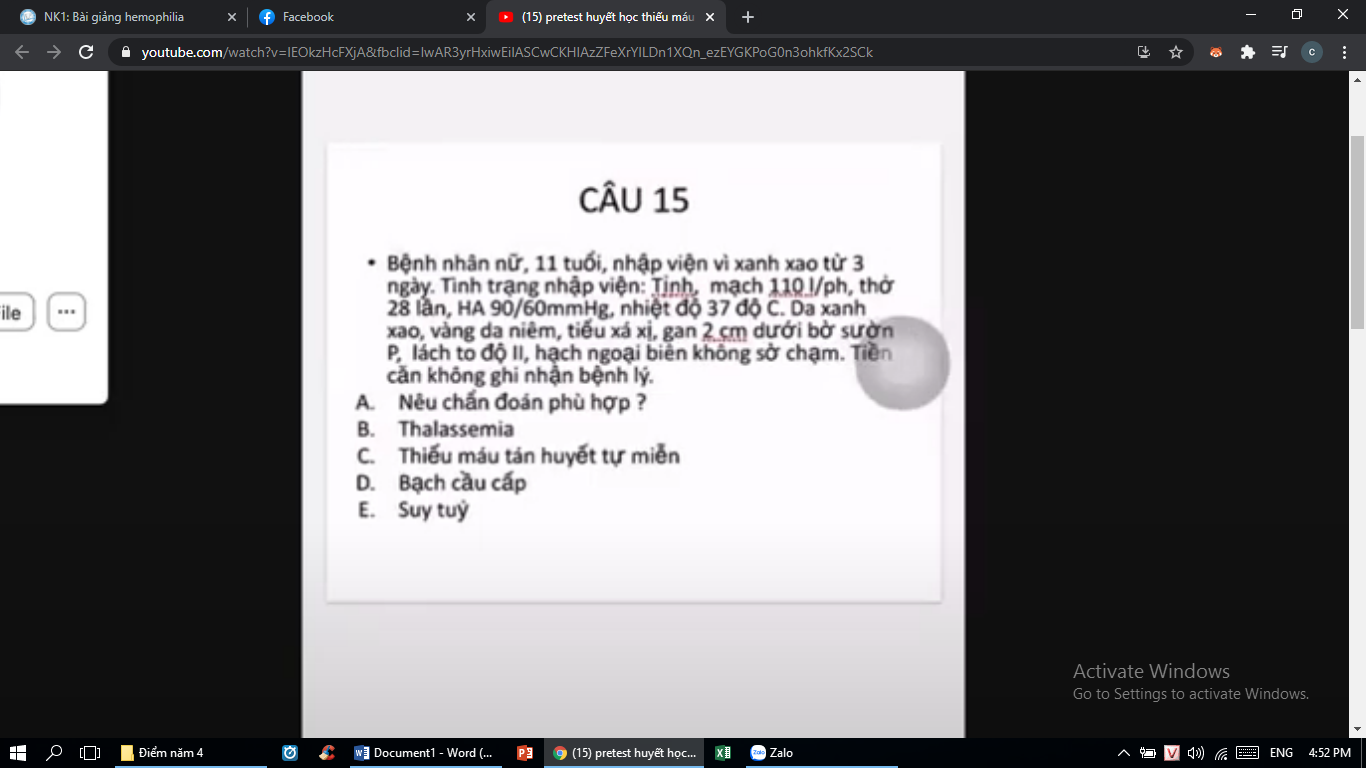 NK1: Bài giảng hemophilia
Facebook
(15) pretest huyết học thiếu máu
youtube.com/watch?v=IEOkzHcFXjA&fbclid=IwAR3yrHxiwEilASCwCKHIAzZFeXrYILDn1XQn_ezEYGKPoG0n3ohkfKx2SCk
c
CÂU 15
• Bệnh nhân nữ, 11 tuổi, nhập viện vì xanh xao từ 3
ngày. Tình trạng nhập viện: Tỉnh, mạch 110 l/ph, thở
28 lần, HA 90/60mmHg, nhiệt độ 37 độ C. Da xanh
xao, vàng da niêm, tiểu xá xị, gan 2 cm dưới bờ sườn
P, lách to độ II, hạch ngoại biên không sờ chạm. Tiền
căn không ghi nhận bệnh lý.
A. Nêu chẩn đoán phù hợp ?
B. Thalassemia
C. Thiếu máu tán huyết tự miễn
D. Bạch cầu cấp
E. Suy tuỷ
ile
...
Activate Windows
Go to Settings to activate Windows.
Điểm năm 4
Document1 - Word (...
(15) pretest huyết học...
Zalo
ENG
4:52 PM